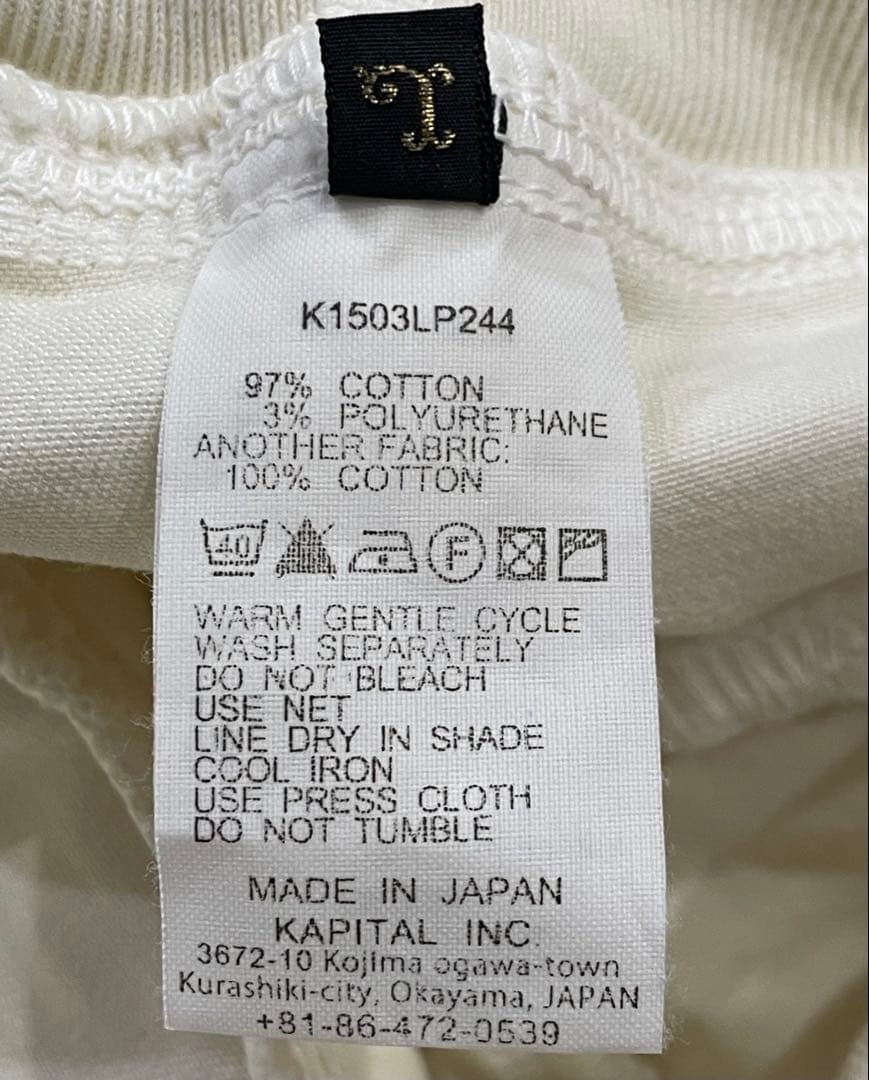 I
K1503LP244
97% COTTON
3% POLYURETHANE
ANOTHER FABRIC:
100% COTTON
40 F
WARM GENTLE CYCLE
WASH SEPARATELY
DO NOT BLEACH
USE NET
LINE DRY IN SHADE
COOL IRON
USE PRESS CLOTH
DO NOT TUMBLE
MADE IN JAPAN
KAPITAL INC.
3672-10 Kojima ogawa-town
Kurashiki-city, Okayama, JAPAN
+81-86-472-0539